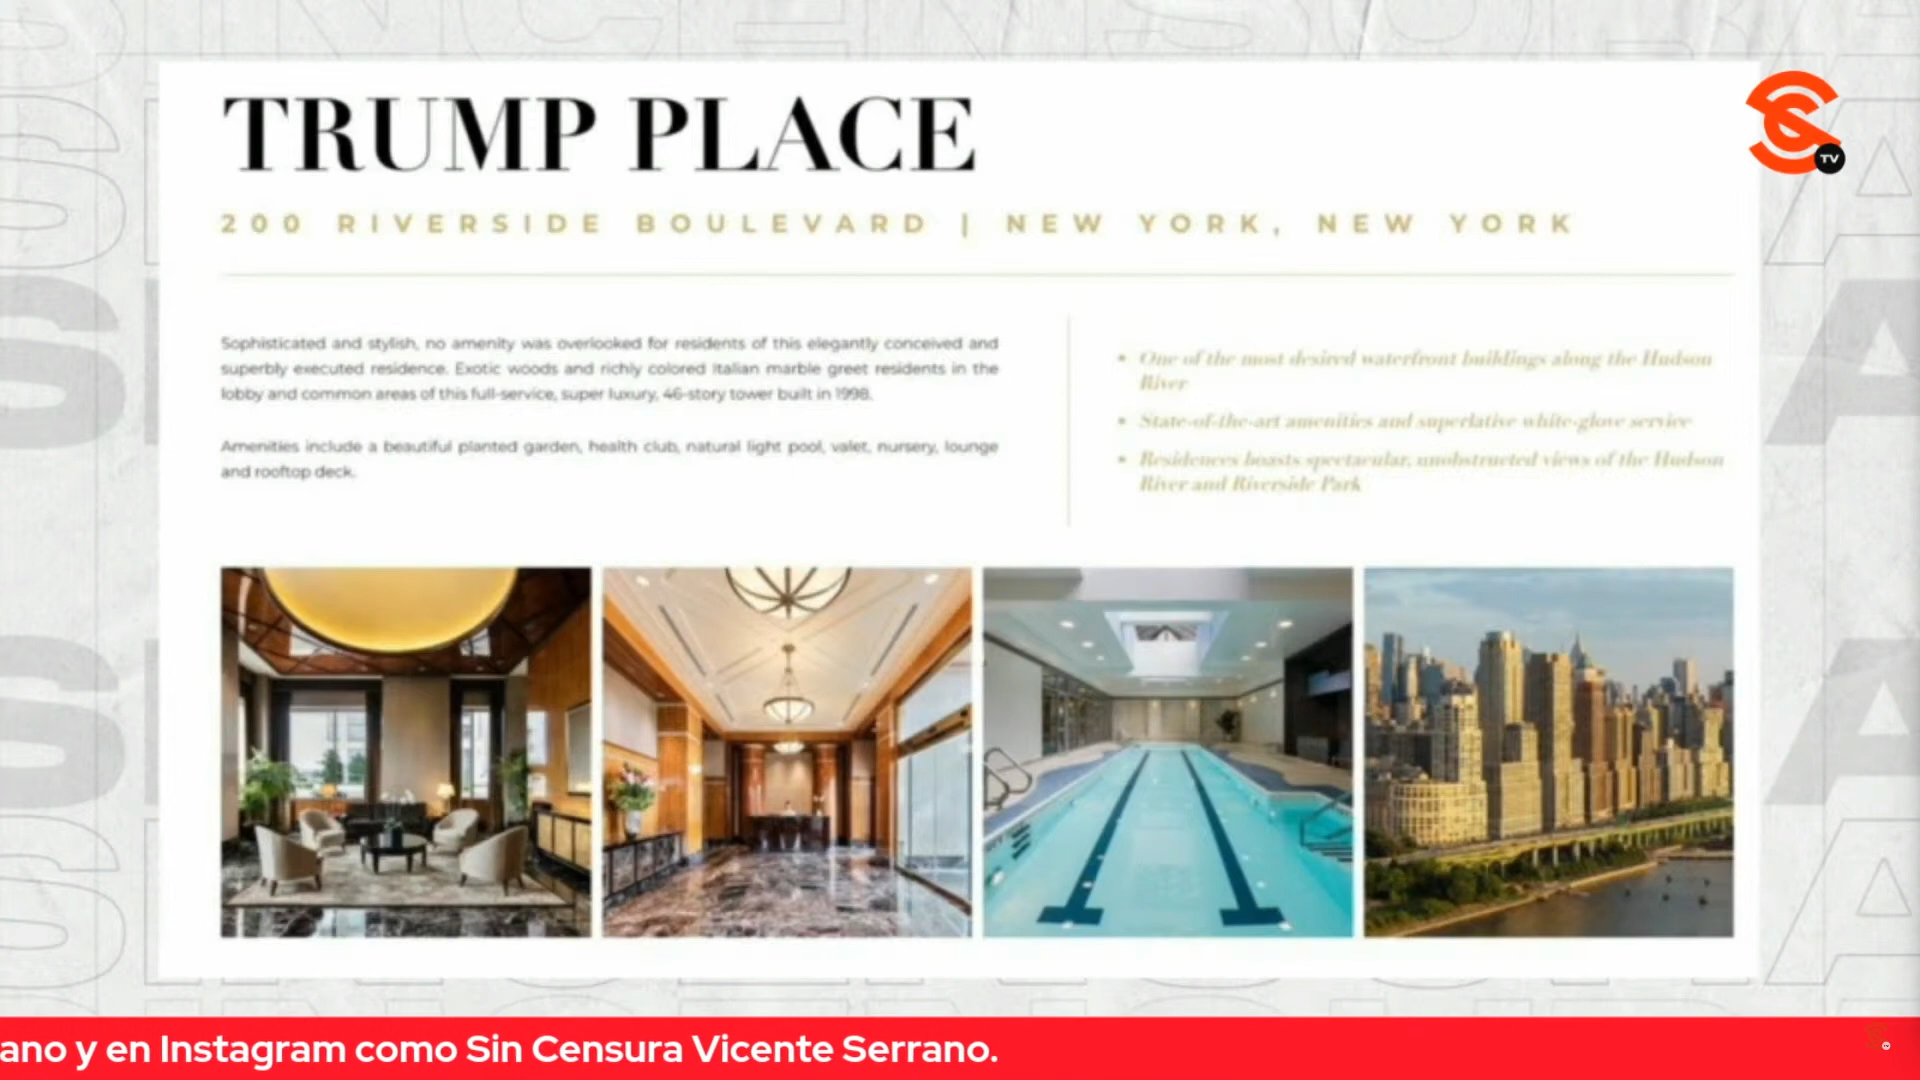 TRUMP PLACE
200 RIVERSIDE BOULEVARD | NEW YORK, NEW YORK
Sophisticated and stylish, no amenity was overlooked for residents of this elegantly conceived and
superbly executed residence. Exotic woods and richly colored Italian marble greet residents in the
lobby and common areas of this full-service, super luxury, 46-story tower built in 1998.
Amenities include a beautiful planted garden, health club, natural light pool, valet, nursery, lounge
and rooftop deck.
• One of the most desired waterfront buildings along the Hudson
River
• State-of-the-art amenities and superlative white-glove service
• Residences boasts spectacular, unobstructed views of the Hudson
River and Riverside Park
TV
ano y en Instagram como Sin Censura Vicente Serrano.